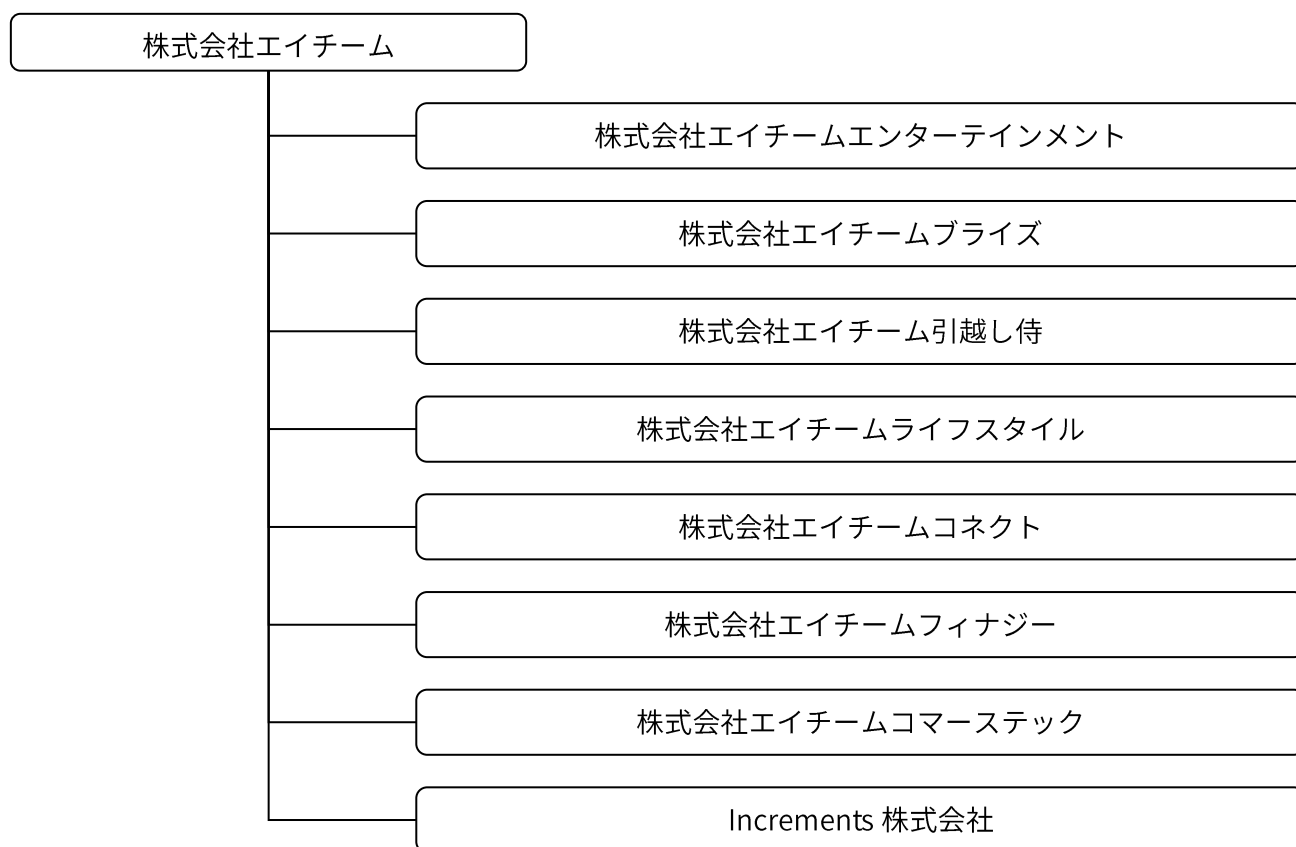 株式会社エイチーム
株式会社エイチームエンターテインメント
株式会社エイチームブライズ
株式会社エイチーム引越し侍
株式会社エイチームライフスタイル
株式会社エイチームコネクト
株式会社エイチームフィナジー
株式会社エイチームコマーステック
Increments 株式会社